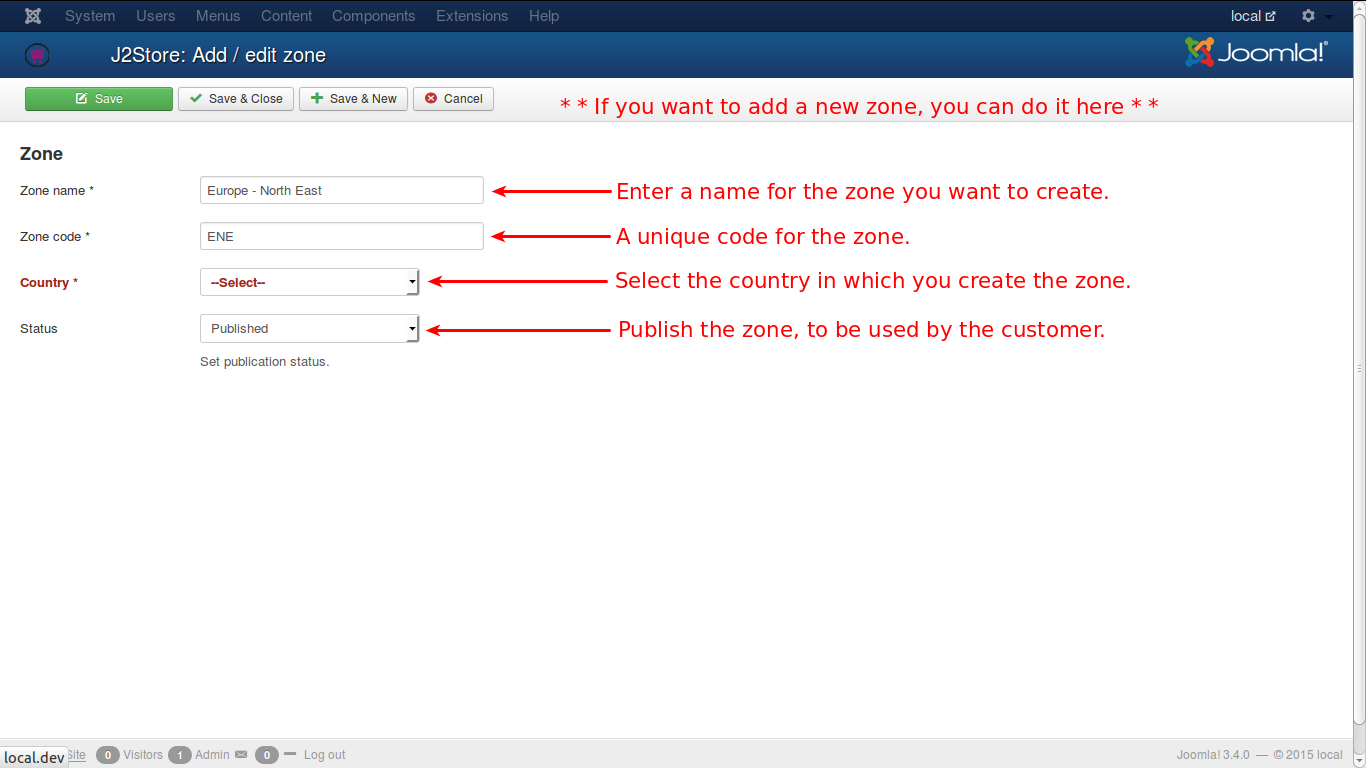 System Users Menus Content Components Extensions Help local
J2Store: Add / edit zone Joomla!®
Save Save & Close Save & New Cancel * * If you want to add a new zone, you can do it here * *
Zone
Zone name * Europe - North East Enter a name for the zone you want to create.
Zone code * ENE A unique code for the zone.
Country * --Select-- Select the country in which you create the zone.
Status Published Publish the zone, to be used by the customer.
Set publication status.
local.dev Site 0 Visitors 1 Admin 0 Log out Joomla! 3.4.0 — © 2015 local